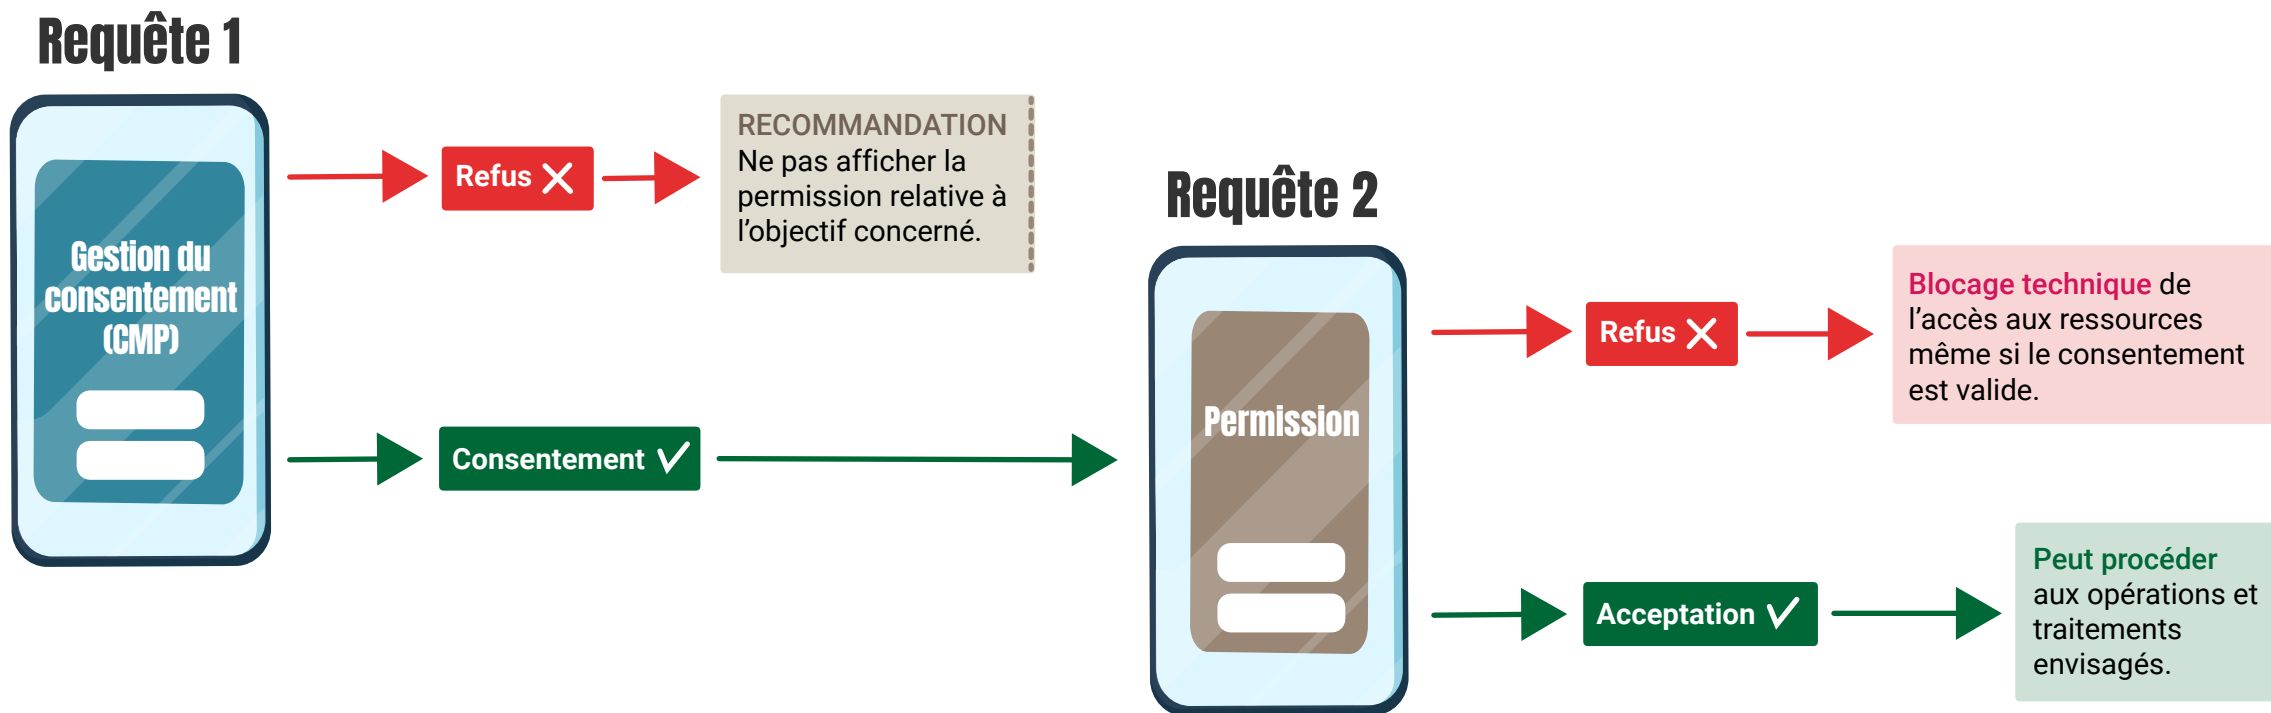 Requête 1
Gestion du
consentement
(CMP)
Refus
RECOMMANDATION
Ne pas afficher la
permission relative à
l’objectif concerné.
Consentement
Requête 2
Permission
Refus
Blocage technique de
l’accès aux ressources
même si le consentement
est valide.
Acceptation
Peut procéder
aux opérations et
traitements
envisagés.